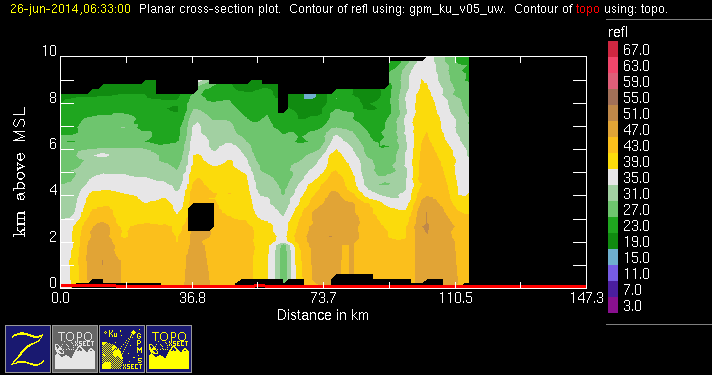 26-jun-2014,06:33:00 Planar cross-section plot. Contour of refl using: gpm_ku_v05_uw. Contour of topo using: topo.
refl
67.0
63.0
59.0
55.0
51.0
47.0
43.0
39.0
35.0
31.0
27.0
23.0
19.0
15.0
11.0
7.0
3.0
km above MSL
10
8
6
4
2
0
0.0 36.8 73.7 110.5 147.3
Distance in km
Z
TOPO
XSECT
"Ku"
GPM
XSECT
TOPO
XSECT